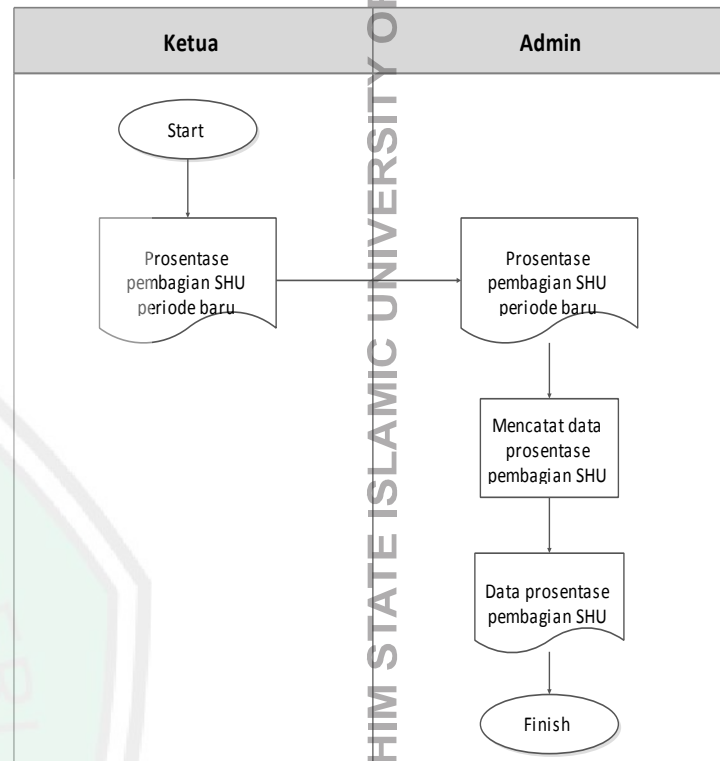 Ketua
Admin
Start
Prosentase
pembagian SHU
periode baru
Prosentase
pembagian SHU
periode baru
Mencatat data
prosentase
pembagian SHU
Data prosentase
pembagian SHU
Finish
HIM STATE ISLAMIC UNIVERSITY OF